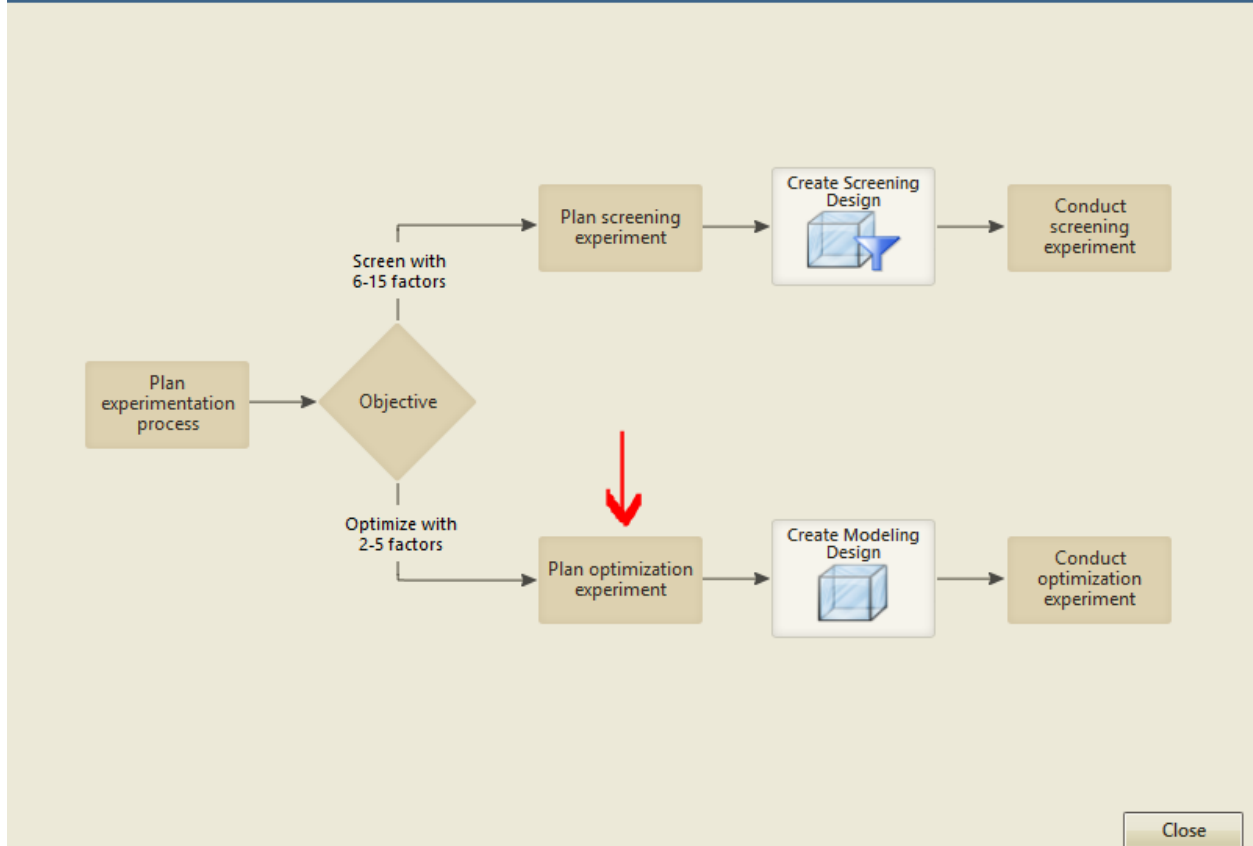 Create Screening
Design
Plan screening
experiment
Conduct
screening
experiment
Screen with
6-15 factors
Plan
experimentation
process
Objective
Optimize with
2-5 factors
Plan optimization
experiment
Create Modeling
Design
Conduct
optimization
experiment
Close